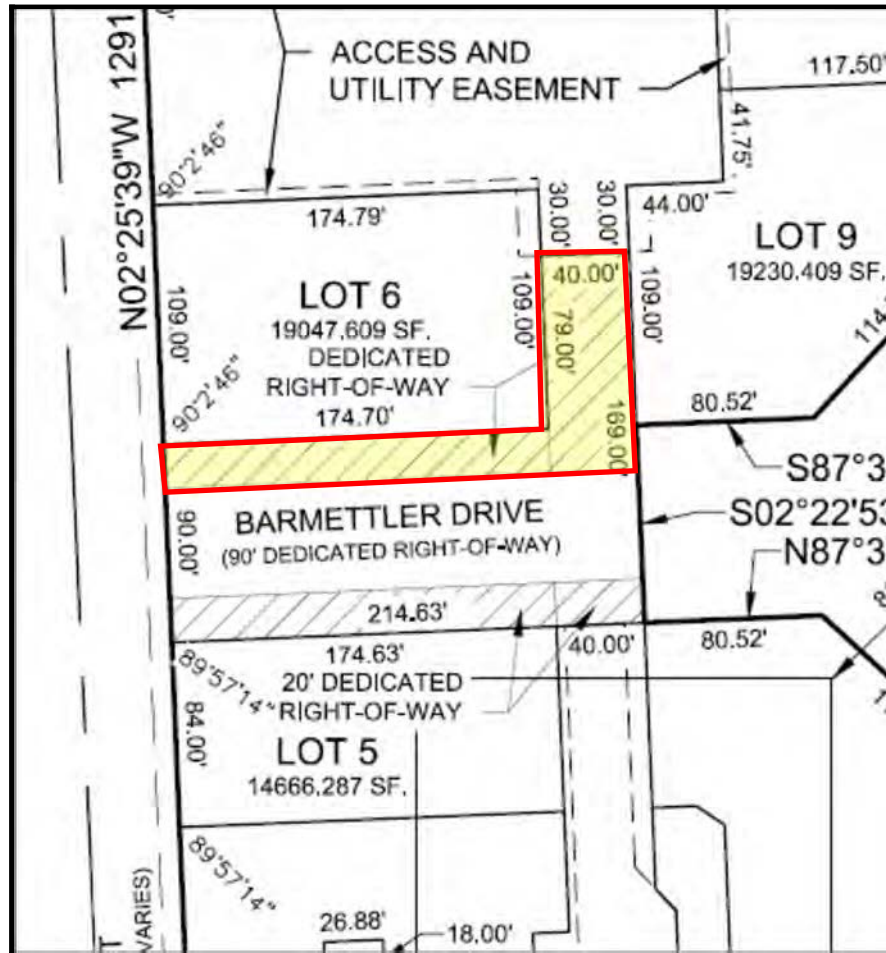 N02°25'39"W 1291
ACCESS AND
UTILITY EASEMENT
117.50'
90°2'46"
41.75'
174.79'
30.00'
30.00'
44.00'
LOT 9
19230.409 SF.
LOT 6
19047.609 SF.
109.00'
109.00'
40.00'
79.00'
109.00'
114.
DEDICATED
RIGHT-OF-WAY
90°2'46"
174.70'
169.00'
80.52'
S87°3
S02°22'53
N87°3
BARMETTLER DRIVE
(90' DEDICATED RIGHT-OF-WAY)
90.00'
214.63'
174.63'
40.00'
80.52'
89°57'14"
20' DEDICATED
RIGHT-OF-WAY
84.00'
LOT 5
14666.287 SF.
89°57'14"
VARIES)
26.88'
18.00'